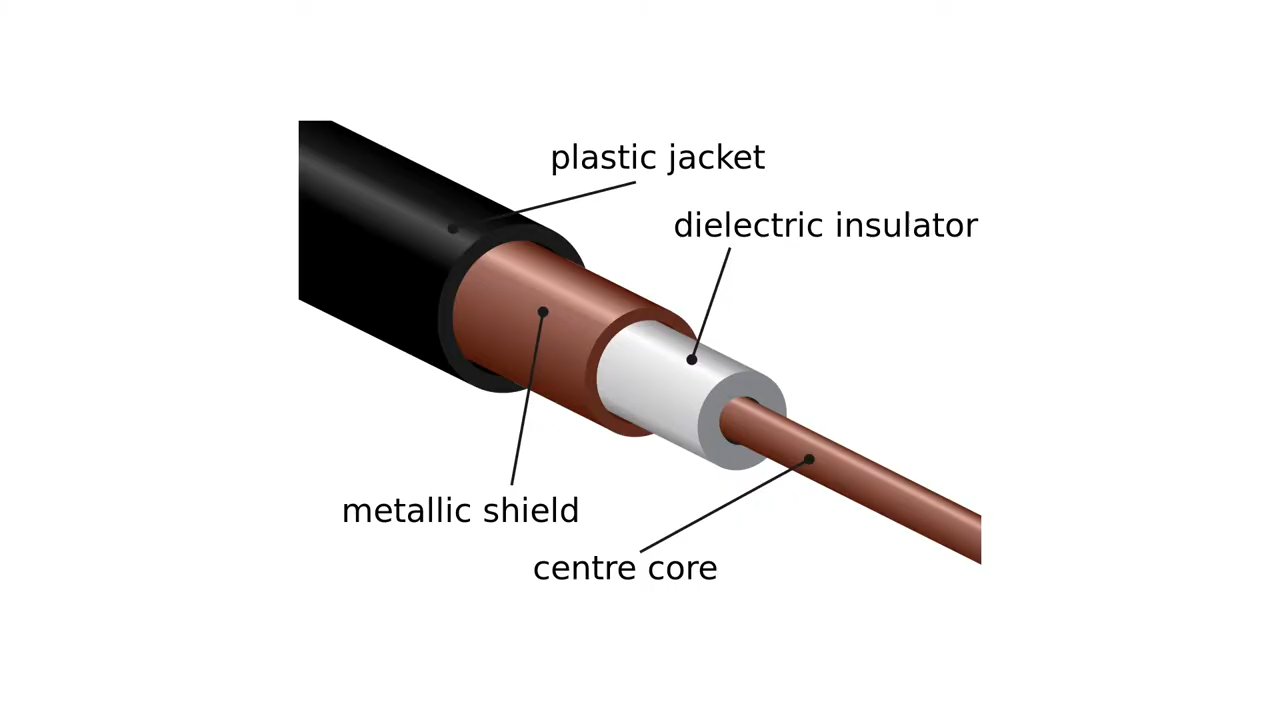 plastic jacket
dielectric insulator
metallic shield
centre core